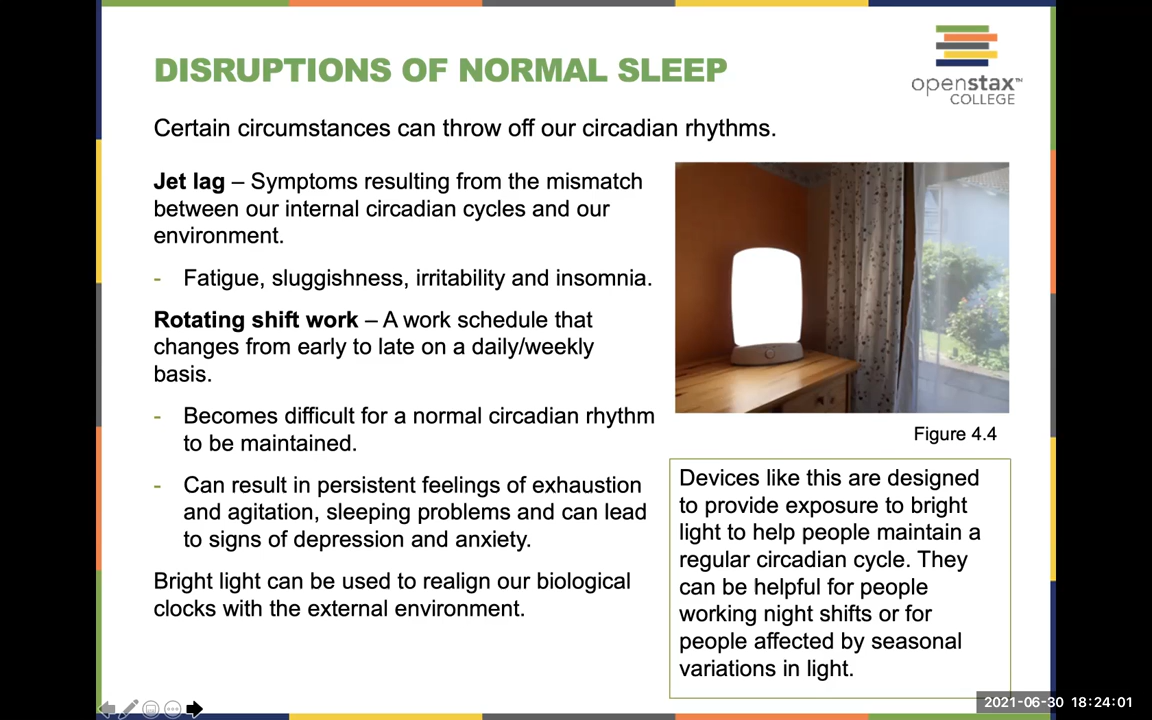 DISRUPTIONS OF NORMAL SLEEP
openstax™
COLLEGE
Certain circumstances can throw off our circadian rhythms.
Jet lag – Symptoms resulting from the mismatch
between our internal circadian cycles and our
environment.
- Fatigue, sluggishness, irritability and insomnia.
Rotating shift work – A work schedule that
changes from early to late on a daily/weekly
basis.
- Becomes difficult for a normal circadian rhythm
to be maintained.
- Can result in persistent feelings of exhaustion
and agitation, sleeping problems and can lead
to signs of depression and anxiety.
Bright light can be used to realign our biological
clocks with the external environment.
Figure 4.4
Devices like this are designed
to provide exposure to bright
light to help people maintain a
regular circadian cycle. They
can be helpful for people
working night shifts or for
people affected by seasonal
variations in light.
2021-06-30 18:24:01